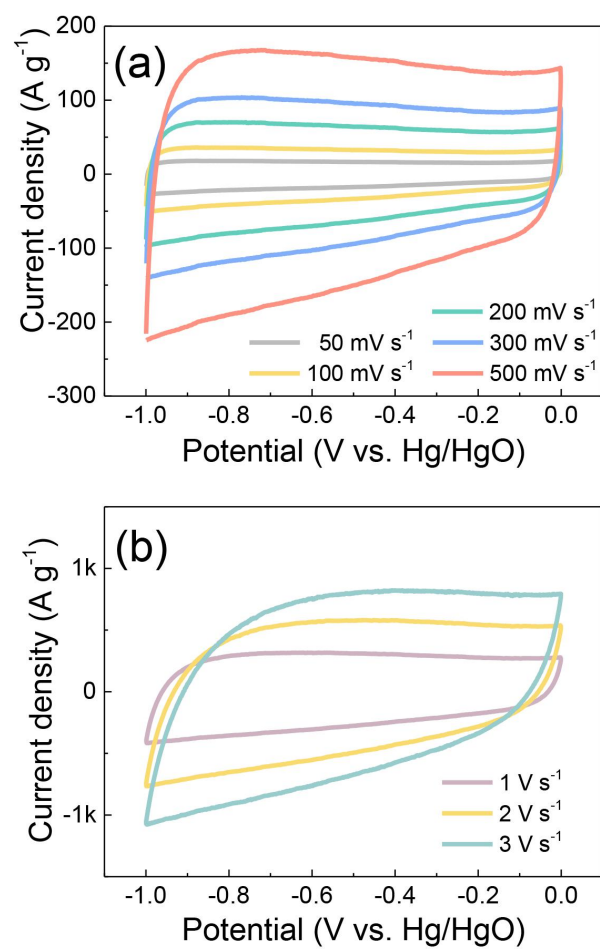 (a)
Current density (A g⁻¹)
200
100
0
-100
-200
-300
50 mV s⁻¹
100 mV s⁻¹
200 mV s⁻¹
300 mV s⁻¹
500 mV s⁻¹
-1.0 -0.8 -0.6 -0.4 -0.2 0.0
Potential (V vs. Hg/HgO)
(b)
Current density (A g⁻¹)
1k
0
-1k
1 V s⁻¹
2 V s⁻¹
3 V s⁻¹
-1.0 -0.8 -0.6 -0.4 -0.2 0.0
Potential (V vs. Hg/HgO)